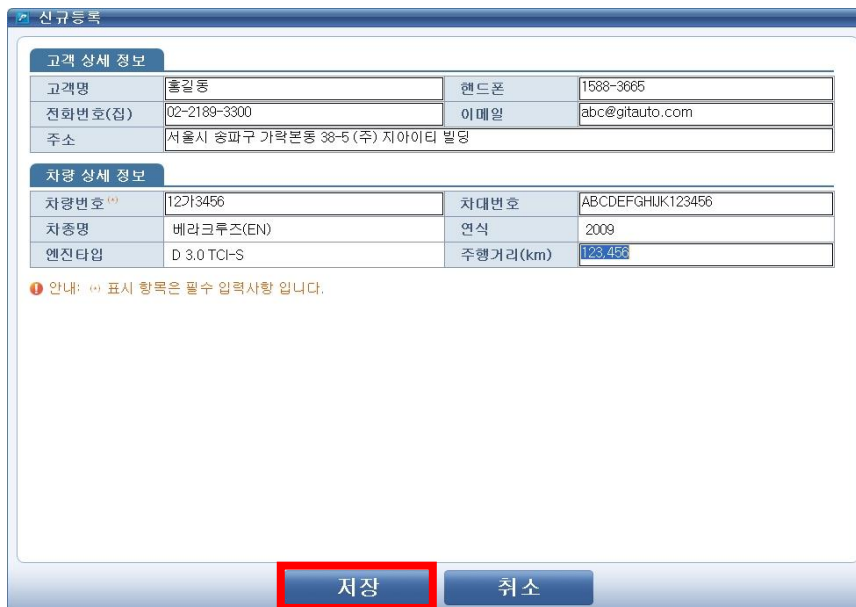 신규등록
고객 상세 정보
고객명 홍길동 핸드폰 1588-3665
전화번호(집) 02-2189-3300 이메일 abc@gitauto.com
주소 서울시 송파구 가락본동 38-5 (주) 지아이티 빌딩
차량 상세 정보
차량번호(*) 12가3456 차대번호 ABCDEFGHIJK123456
차종명 베라크루즈(EN) 연식 2009
엔진타입 D 3.0 TCI-S 주행거리(km) 123,456
안내: (*) 표시 항목은 필수 입력사항 입니다.
저장 취소